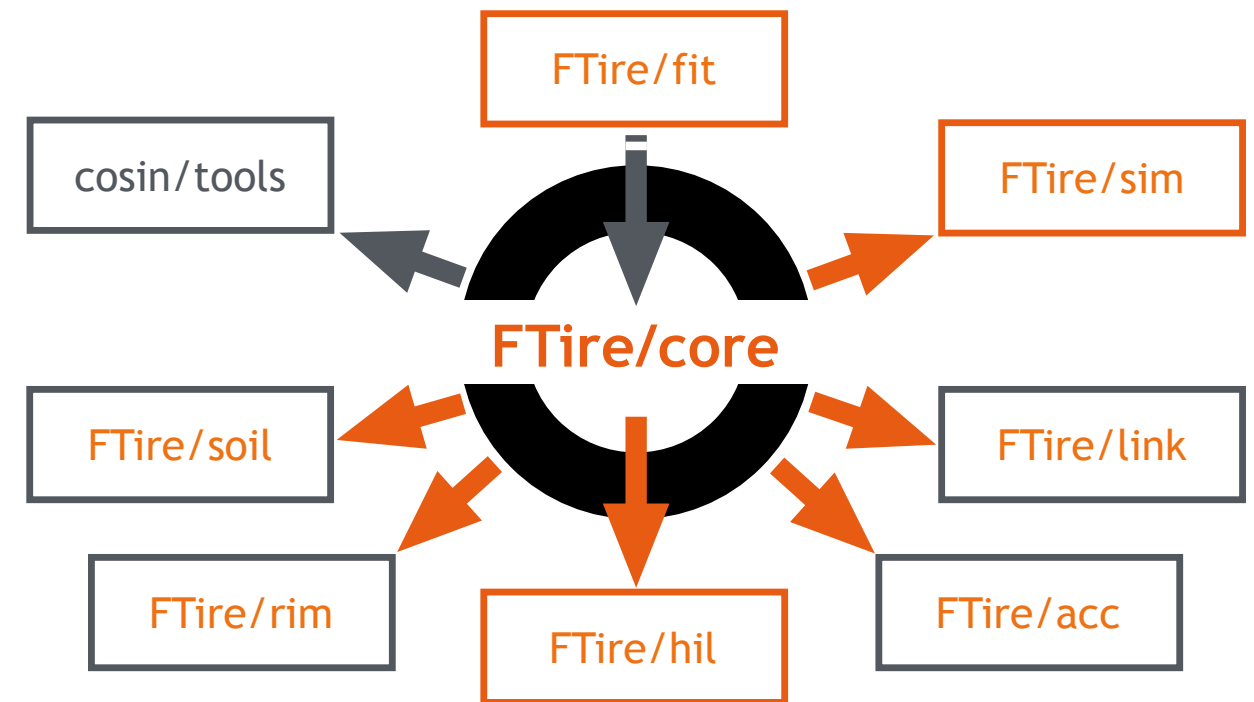 FTire/fit
cosin/tools
FTire/sim
FTire/core
FTire/soil
FTire/link
FTire/rim
FTire/acc
FTire/hil